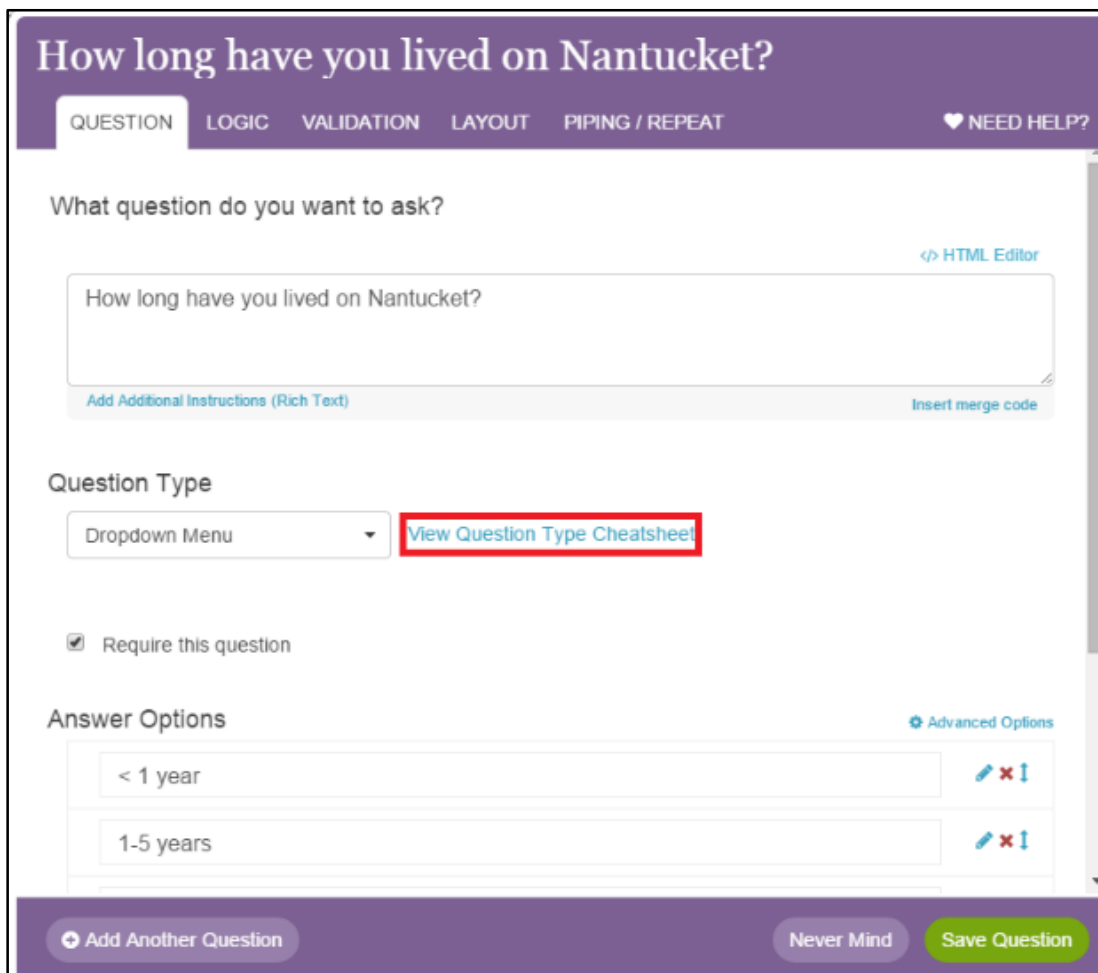 How long have you lived on Nantucket?
QUESTION LOGIC VALIDATION LAYOUT PIPING / REPEAT NEED HELP?
What question do you want to ask?
</> HTML Editor
How long have you lived on Nantucket?
Add Additional Instructions (Rich Text) Insert merge code
Question Type
Dropdown Menu View Question Type Cheatsheet
Require this question
Answer Options Advanced Options
< 1 year
1-5 years
Add Another Question Never Mind Save Question